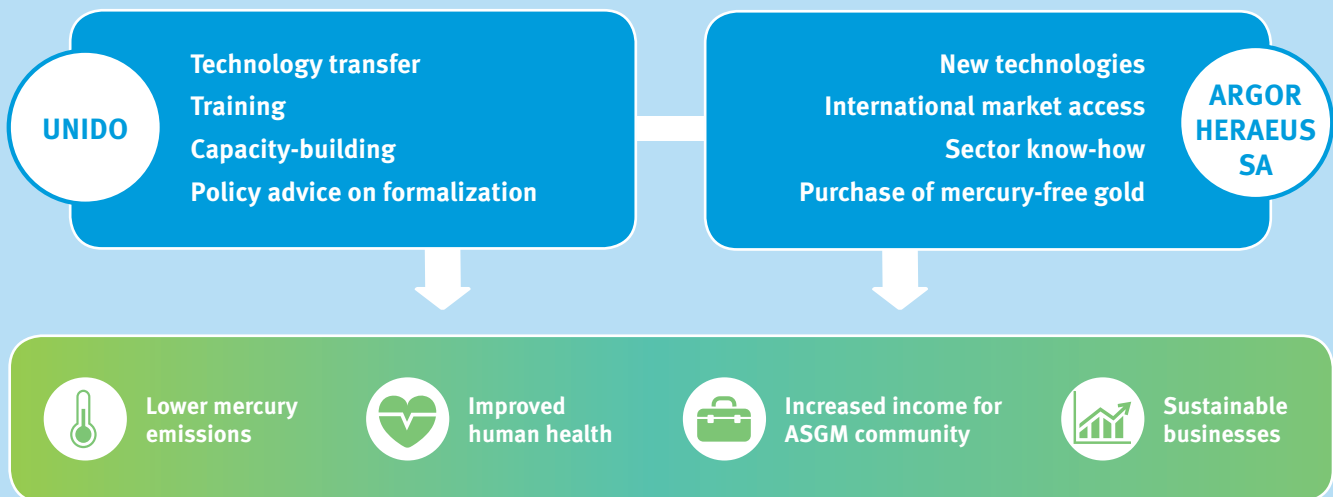 UNIDO
Technology transfer
Training
Capacity-building
Policy advice on formalization
New technologies
International market access
Sector know-how
Purchase of mercury-free gold
ARGOR
HERAEUS
SA
Lower mercury
emissions
Improved
human health
Increased income for
ASGM community
Sustainable
businesses